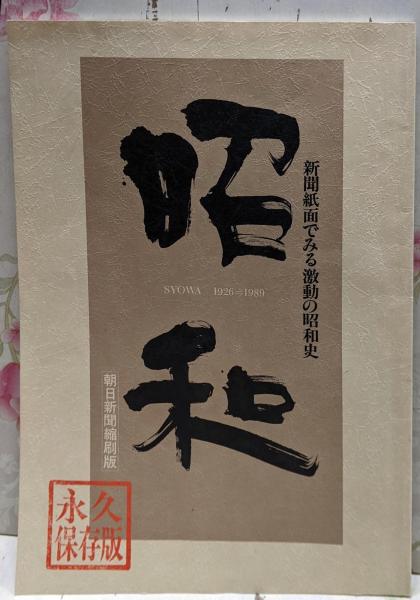 新聞紙面でみる激動の昭和史
昭和
SYOWA 1926=1989
朝日新聞縮刷版
永久
保存版